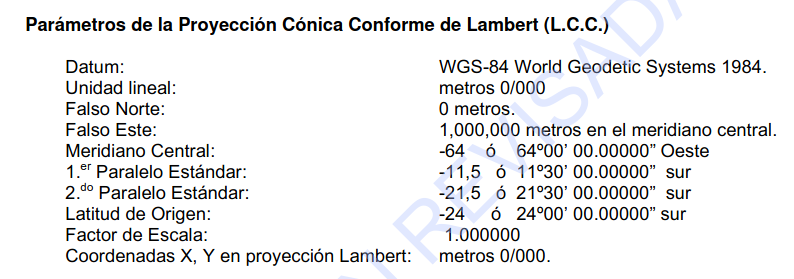 Parámetros de la Proyección Cónica Conforme de Lambert (L.C.C.)
Datum: WGS-84 World Geodetic Systems 1984.
Unidad lineal: metros 0/000
Falso Norte: 0 metros.
Falso Este: 1,000,000 metros en el meridiano central.
Meridiano Central: -64 ó 64º00’ 00.00000” Oeste
1.er Paralelo Estándar: -11,5 ó 11º30’ 00.00000” sur
2.do Paralelo Estándar: -21,5 ó 21º30’ 00.00000” sur
Latitud de Origen: -24 ó 24º00’ 00.00000” sur
Factor de Escala: 1.000000
Coordenadas X, Y en proyección Lambert: metros 0/000.
REVISADA